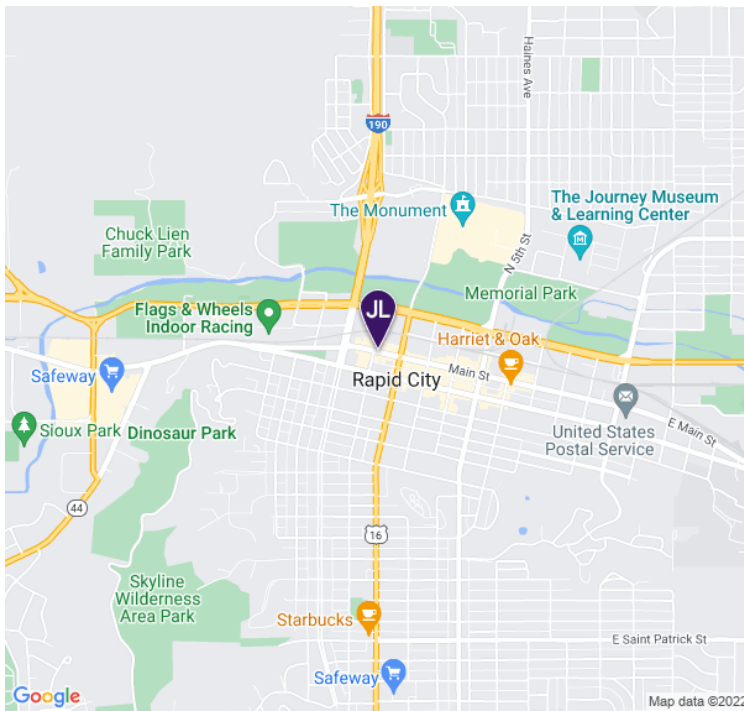 Haines Ave
190
The Monument
The Journey Museum
& Learning Center
Chuck Lien
Family Park
N 5th St
Memorial Park
Flags & Wheels
Indoor Racing
JL
Harriet & Oak
Main St
Safeway
Rapid City
Sioux Park
Dinosaur Park
United States
Postal Service
E Main St
44
16
Skyline
Wilderness
Area Park
Starbucks
E Saint Patrick St
Safeway
Google
Map data ©2022